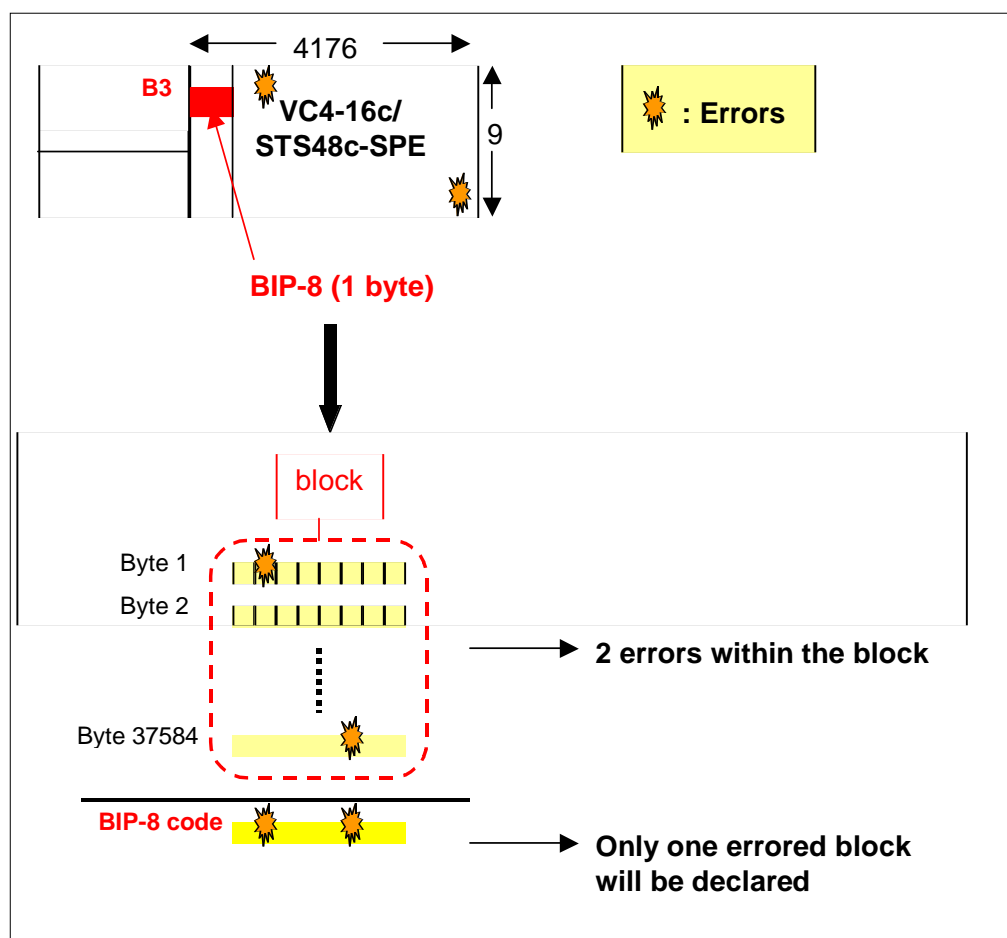 4176
B3
VC4-16c/
STS48c-SPE
9
: Errors
BIP-8 (1 byte)
block
Byte 1
Byte 2
2 errors within the block
Byte 37584
BIP-8 code
Only one errored block
will be declared